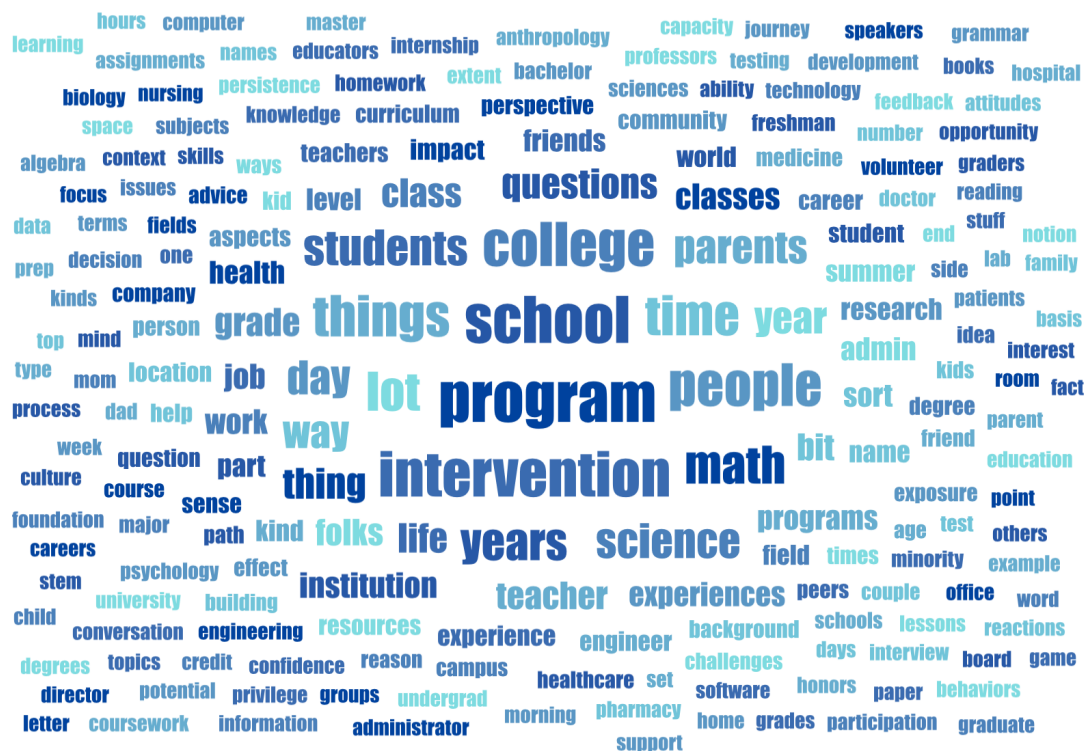 hours computer master capacity journey speakers grammar
learning assignments names educators internship anthropology professors testing development books hospital
biology nursing persistence homework extent bachelor sciences ability technology feedback attitudes
space subjects knowledge curriculum perspective friends community freshman number opportunity
algebra context skills ways teachers impact world medicine volunteer graders
focus issues advice kid level class questions classes career doctor reading
data terms fields aspects students college parents student end stuff notion
prep decision one health summer side lab family
kinds company person grade things school time year research patients basis
top mind admin idea interest
type mom location job day lot program people sort kids room fact
process dad help work way degree parent
week question part thing intervention math bit name friend education
culture course sense exposure point
foundation major path kind folks life years science programs age test others
careers field times minority example
stem psychology effect institution teacher experiences peers couple office word
university building
child conversation engineering resources experience engineer background schools lessons reactions
degrees topics credit confidence reason campus challenges days interview board game
director potential privilege groups undergrad healthcare set software honors paper behaviors
letter coursework information administrator morning pharmacy home grades participation graduate
support